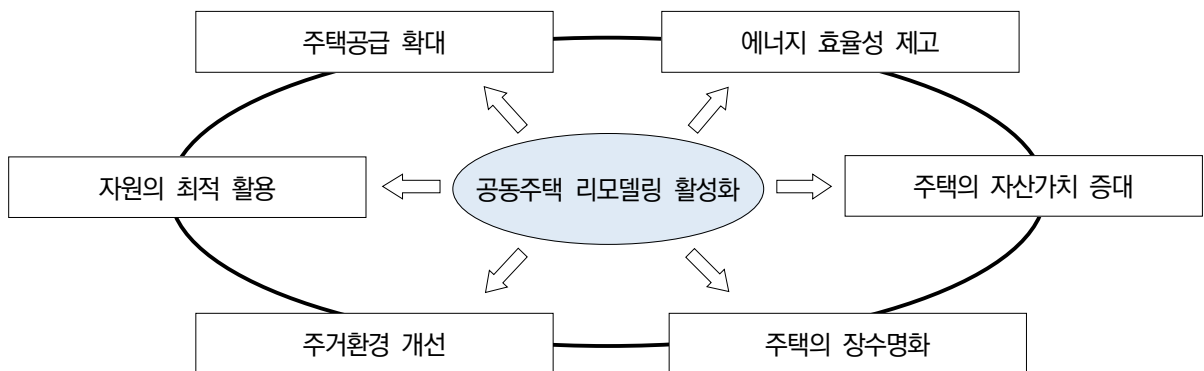 주택공급 확대
에너지 효율성 제고
자원의 최적 활용
공동주택 리모델링 활성화
주택의 자산가치 증대
주거환경 개선
주택의 장수명화